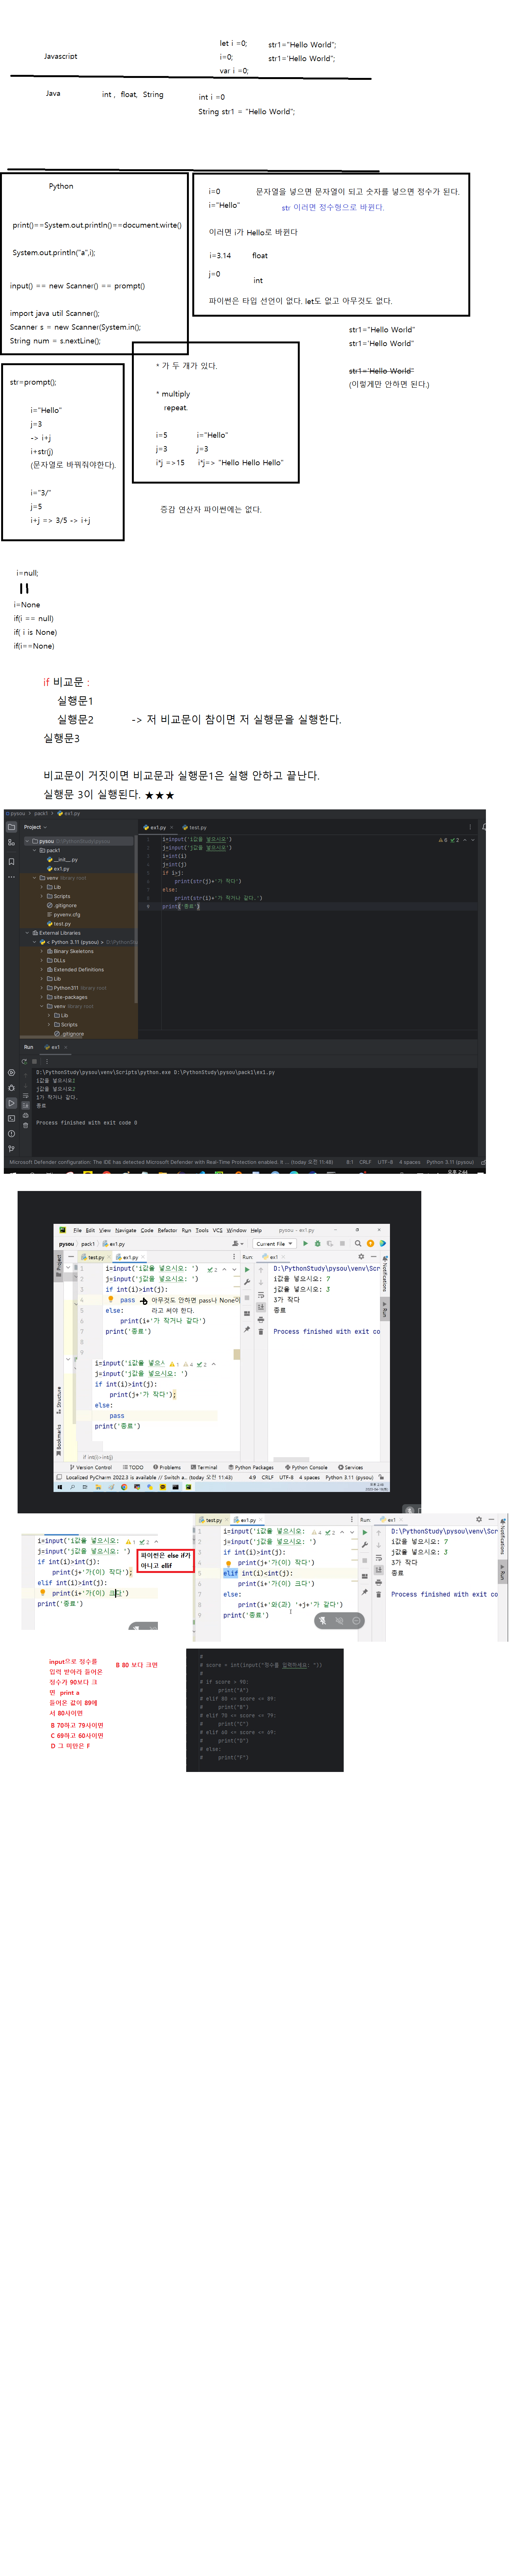 Javascript
let i =0;
i=0;
var i =0;
str1="Hello World";
str1='Hello World';
Java
int ,  float,  String
int i =0
String str1 = "Hello World";
Python
print()==System.out.println()==document.wirte()
System.out.println("a",i);
input() == new Scanner() == prompt()
import java util Scanner();
Scanner s = new Scanner(System.in();
String num = s.nextLine();
i=0
문자열을 넣으면 문자열이 되고 숫자를 넣으면 정수가 된다.
i="Hello"
str 이러면 정수형으로 바뀐다.
이러면 i가 Hello로 바뀐다
i=3.14
float
j=0
int
파이썬은 타입 선언이 없다. let도 없고 아무것도 없다.
str1="Hello World"
str1='Hello World'
str1='Hello World"
(이렇게만 안하면 된다.)
* 가 두 개가 있다.
* multiply
repeat.
i=5
i="Hello"
j=3
j=3
i*j =>15
i*j=> "Hello Hello Hello"
str=prompt();
i="Hello"
j=3
-> i+j
i+str(j)
(문자열로 바꿔줘야한다).
i="3/"
j=5
i+j => 3/5 -> i+j
증감 연산자 파이썬에는 없다.
i=null;
i=None
if(i == null)
if( i is None)
if(i==None)
if 비교문 :
실행문1
실행문2
-> 저 비교문이 참이면 저 실행문을 실행한다.
실행문3
비교문이 거짓이면 비교문과 실행문1은 실행 안하고 끝난다.
실행문 3이 실행된다. ★★★
pysou > pack1 > ex1.py
Project
pysou D:\PythonStudy\pysou
pack1
__init__.py
ex1.py
venv library root
Lib
Scripts
.gitignore
pyvenv.cfg
test.py
External Libraries
< Python 3.11 (pysou) >
Binary Skeletons
DLLs
Extended Definitions
Lib
Python311 library root
site-packages
venv library root
Lib
Scripts
.gitignore
ex1.py
test.py
i=input('i값을 넣으시오')
j=input('j값을 넣으시오')
i=int(i)
j=int(j)
if i>j:
print(str(j)+'가 작다')
else:
print(str(i)+'가 작거나 같다.')
print('종료')
Run
ex1
D:\PythonStudy\pysou\venv\Scripts\python.exe D:\PythonStudy\pysou\pack1\ex1.py
i값을 넣으시오1
j값을 넣으시오2
1가 작거나 같다.
종료
Process finished with exit code 0
8:1 CRLF UTF-8 4 spaces Python 3.11 (pysou)
File Edit View Navigate Code Refactor Run Tools VCS Window Help
pysou - ex1.py
pysou > pack1 > ex1.py
Current File
test.py
ex1.py
i=input('i값을 넣으시오: ')
j=input('j값을 넣으시오: ')
if int(i)>int(j):
pass
아무것도 안하면 pass나 None이
라고 써야 한다.
else:
print(i+'가 작거나 같다')
print('종료')
j=input('j값을 넣으시오: ')
if int(i)>int(j):
print(j+'가 작다');
else:
pass
print('종료')
if int(i)>int(j)
Run:
ex1
D:\PythonStudy\pysou\venv\Scr
i값을 넣으시오: 7
j값을 넣으시오: 3
3가 작다
종료
Process finished with exit co
Project
Structure
Bookmarks
Notifications
Run
Version Control TODO Problems Terminal Python Packages Python Console Services
Localized PyCharm 2022.3 is available // Switch a.. (today 오전 11:43)
4:9 CRLF UTF-8 4 spaces Python 3.11 (pysou)
i=input('i값을 넣으시오:
j=input('j값을 넣으시오: ')
if int(i)>int(j):
print(j+'가(이) 작다');
elif int(i)>int(j):
print('종료')
파이썬은 else if가
아니고 ellif
test.py
ex1.py
i=input('i값을 넣으시오:
j=input('j값을 넣으시오: ')
if int(i)>int(j):
print(j+'가(이) 작다')
elif int(i)<int(j):
print(i+'가(이) 크다')
else:
print(i+'와(과) '+j+'가 같다')
print('종료')
Run:
ex1
D:\PythonStudy\pysou\venv\Scr
i값을 넣으시오: 7
j값을 넣으시오: 3
3가 작다
종료
Process finished with exit co
Notifications
Run
input으로 정수를
입력 받아라 들어온
정수가 90보다 크
면  print a
들어온 값이 89에
서 80사이면
B 70하고 79사이면
C 69하고 60사이면
D 그 미만은 F
B 80 보다 크면
#
# score = int(input("정수를 입력하세요: "))
#
# if score > 90:
#     print("A")
# elif 80 <= score <= 89:
#     print("B")
# elif 70 <= score <= 79:
#     print("C")
# elif 60 <= score <= 69:
#     print("D")
# else:
#     print("F")